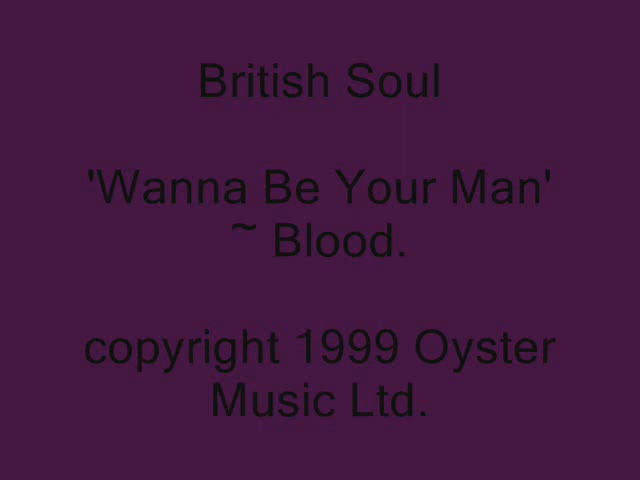 British Soul
'Wanna Be Your Man'
~ Blood.
copyright 1999 Oyster
Music Ltd.